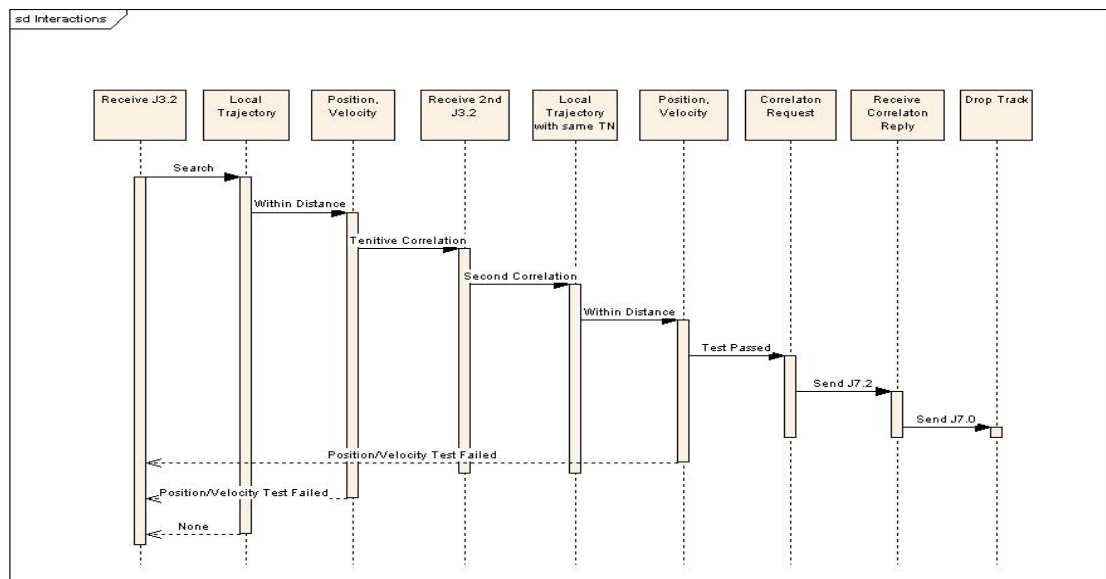 sd Interactions
Receive J3.2
Local
Trajectory
Position,
Velocity
Receive 2nd
J3.2
Local
Trajectory
with same TN
Position,
Velocity
Correlaton
Request
Receive
Correlaton
Reply
Drop Track
Search
Within Distance
Tenitive Correlation
Second Correlation
Within Distance
Test Passed
Send J7.2
Send J7.0
Position/Velocity Test Failed
Position/Velocity Test Failed
None